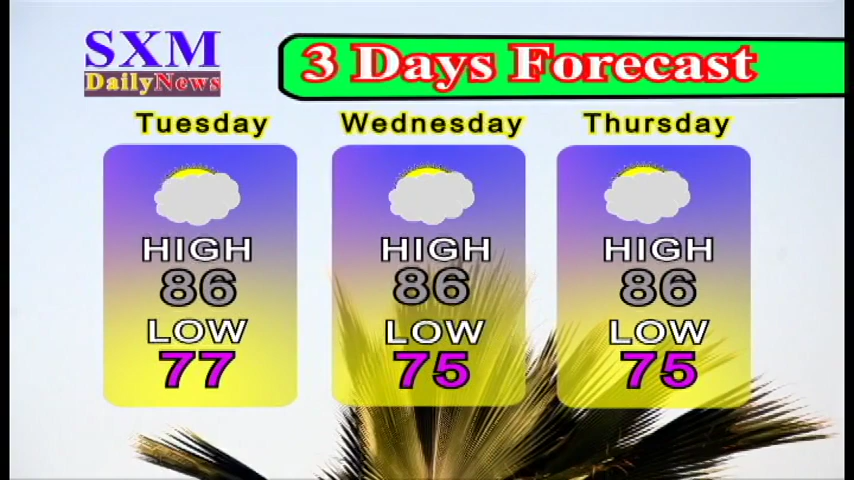 SXM
DailyNews
3 Days Forecast
Tuesday
HIGH
86
LOW
77
Wednesday
HIGH
86
LOW
75
Thursday
HIGH
86
LOW
75